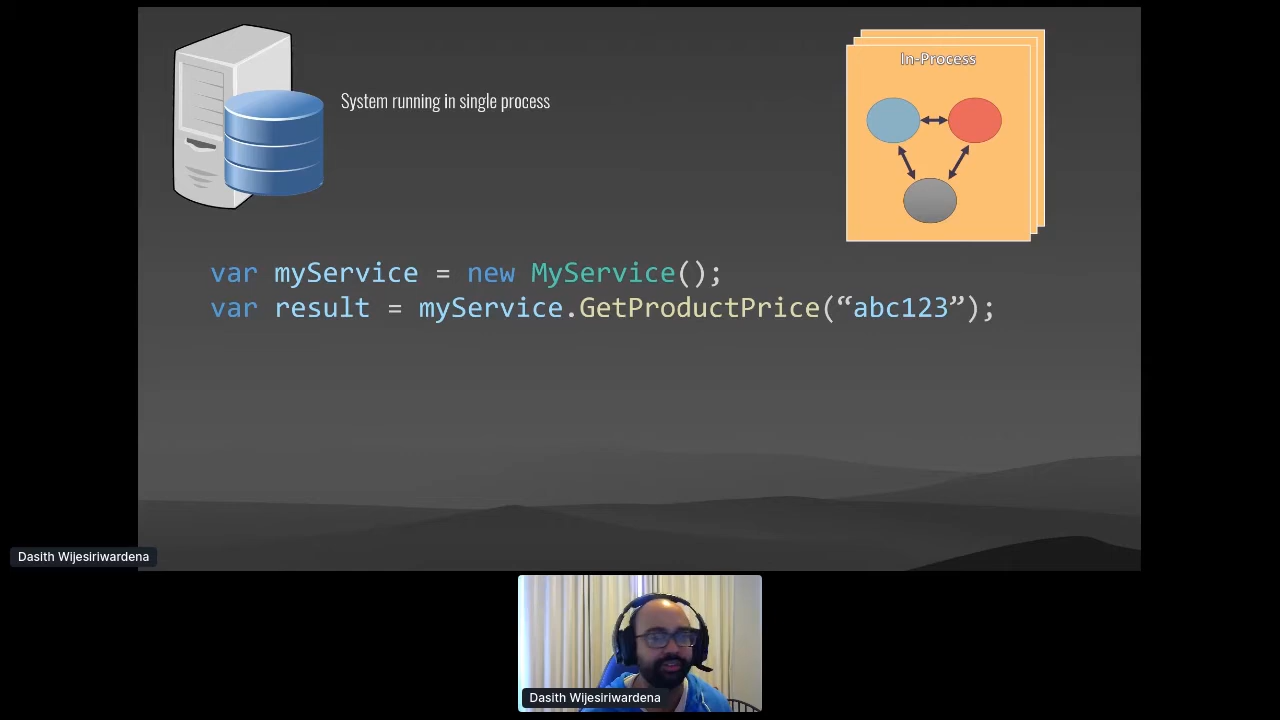 In-Process
System running in single process
var myService = new MyService();
var result = myService.GetProductPrice(“abc123”);
Dasith Wijesiriwardena
Dasith Wijesiriwardena